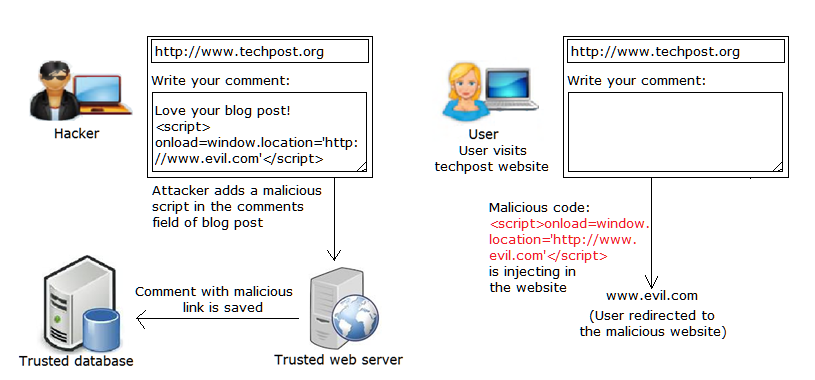 http://www.techpost.org
Write your comment:
Love your blog post!
<script>
onload=window.location='http:
//www.evil.com'</script>
Hacker
Attacker adds a malicious
script in the comments
field of blog post
Comment with malicious
link is saved
Trusted database
Trusted web server
http://www.techpost.org
Write your comment:
User
User visits
techpost website
Malicious code:
<script>onload=window.
location='http://www.
evil.com'</script>
is injecting in
the website
www.evil.com
(User redirected to
the malicious website)